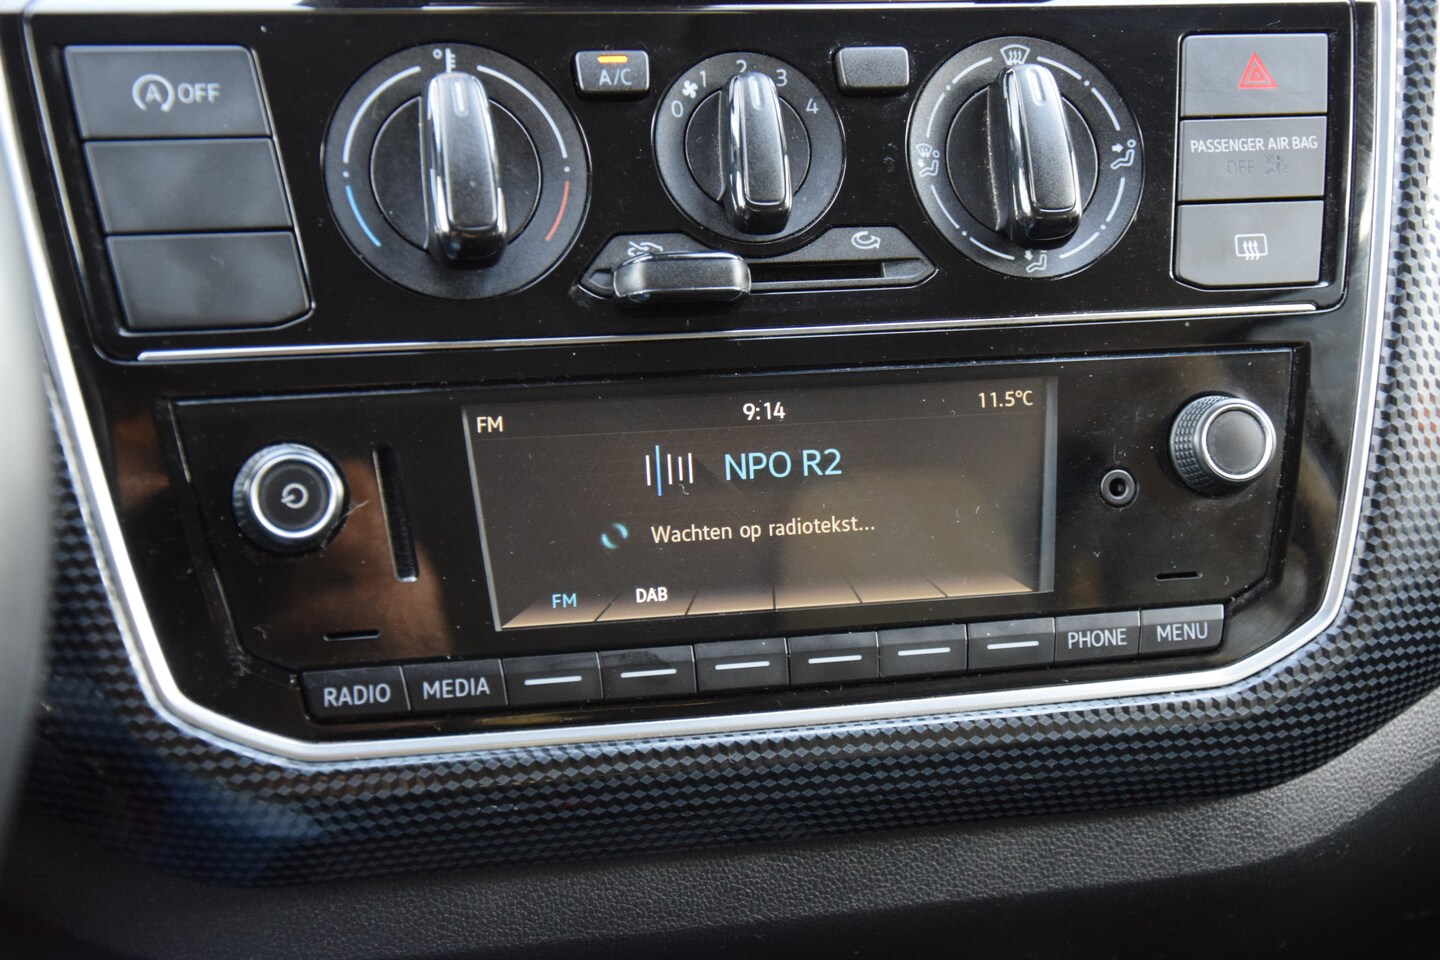 A OFF
A/C
0 1 2 3 4
PASSENGER AIR BAG
OFF
FM
9:14
11.5°C
NPO R2
Wachten op radiotekst...
FM
DAB
RADIO
MEDIA
PHONE
MENU